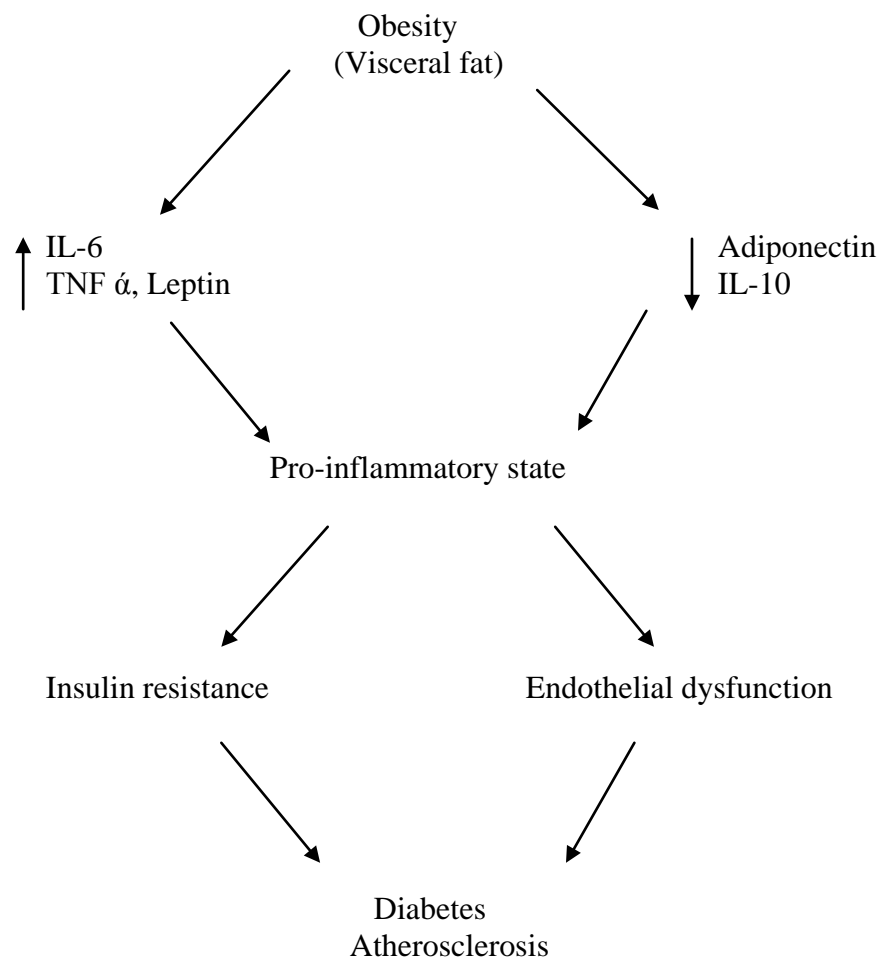 Obesity
(Visceral fat)
IL-6
TNF ά, Leptin
Adiponectin
IL-10
Pro-inflammatory state
Insulin resistance
Endothelial dysfunction
Diabetes
Atherosclerosis